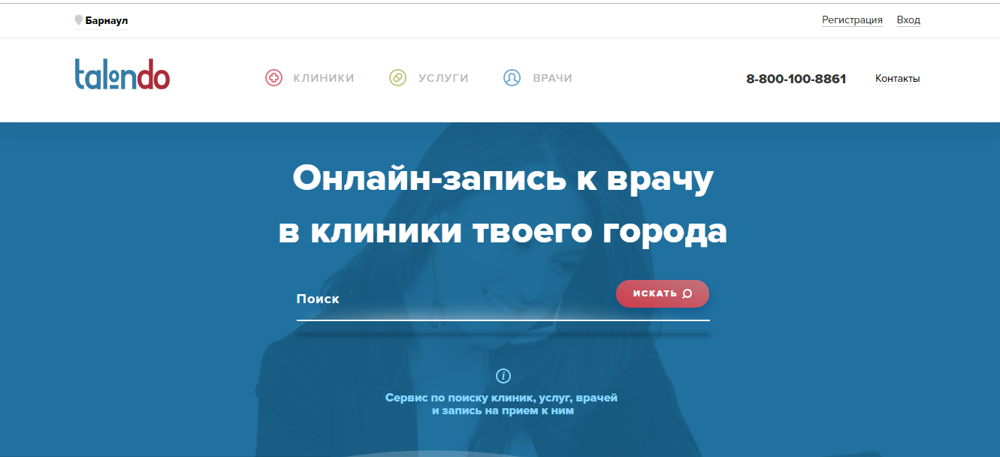 Барнаул
Регистрация Вход
talondo
КЛИНИКИ УСЛУГИ ВРАЧИ
8-800-100-8861 Контакты
Онлайн-запись к врачу
в клиники твоего города
Поиск
ИСКАТЬ
i
Сервис по поиску клиник, услуг, врачей
и запись на прием к ним